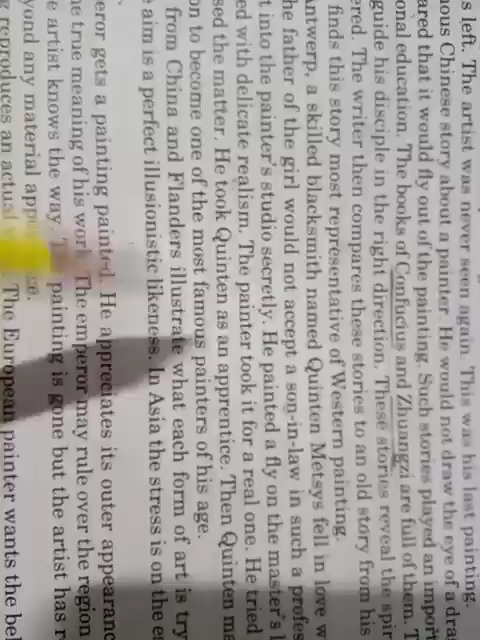 s left. The artist was never seen again. This was his last painting.
nous Chinese story about a painter. He would not draw the eye of a dra
ared that it would fly out of the painting. Such stories played an import
onal education. The books of Confucius and Zhuangzi are full of them. T
guide his disciple in the right direction. These stories reveal the spir
ered. The writer then compares these stories to an old story from his
finds this story most representative of Western painting.
Antwerp, a skilled blacksmith named Quinten Metsys fell in love w
he father of the girl would not accept a son-in-law in such a profes
t into the painter's studio secretly. He painted a fly on the master's l
ed with delicate realism. The painter took it for a real one. He tried
sed the matter. He took Quinten as an apprentice. Then Quinten ma
on to become one of the most famous painters of his age.
from China and Flanders illustrate what each form of art is try
e aim is a perfect illusionistic likeness. In Asia the stress is on the es
eror gets a painting painted. He appreciates its outer appearanc
he true meaning of his work. The emperor may rule over the region
e artist knows the way. painting is gone but the artist has r
yond any material
g reproduces an actual The European painter wants the bel